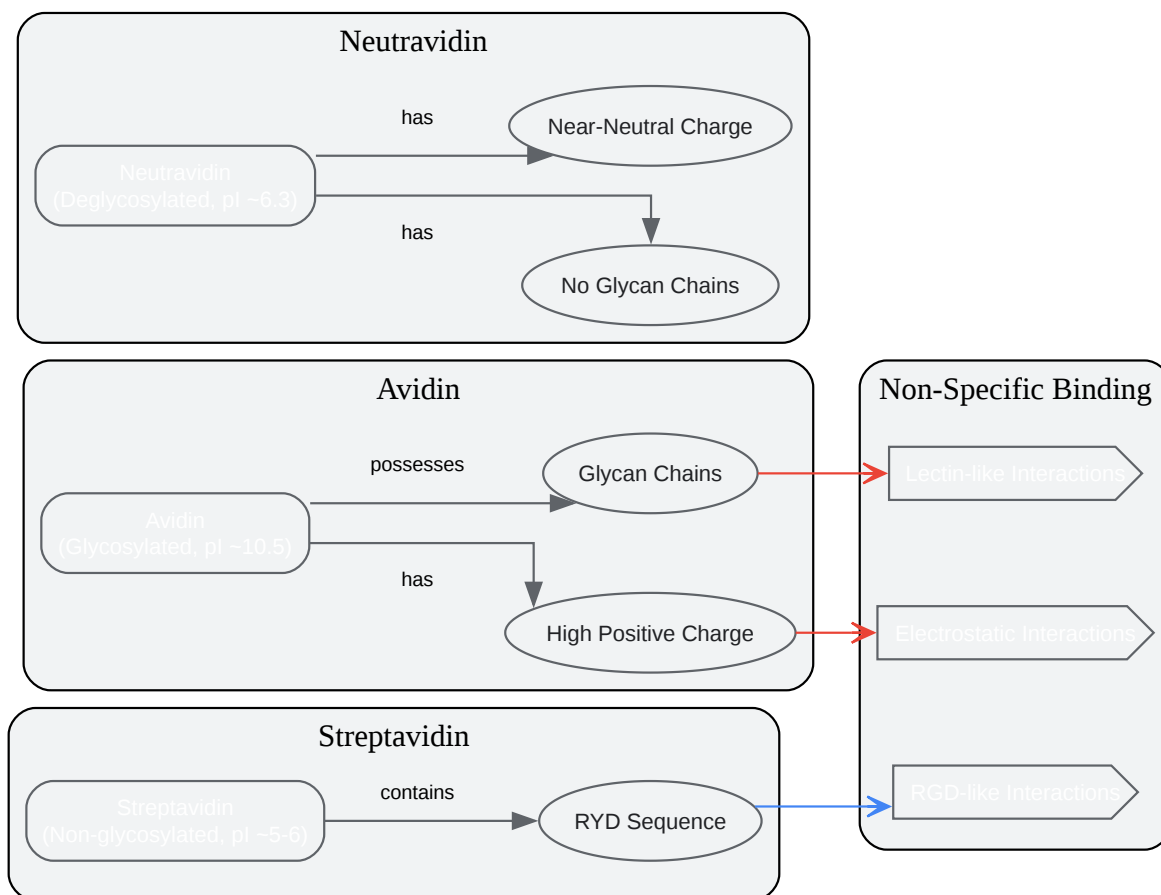 Neutravidin
has
Near-Neutral Charge
Neutravidin
(Deglycosylated, pI ~6.3)
has
No Glycan Chains
Avidin
Non-Specific Binding
possesses
Glycan Chains
Lectin-like Interactions
Avidin
(Glycosylated, pI ~10.5)
has
High Positive Charge
Electrostatic Interactions
Streptavidin
contains
Streptavidin
(Non-glycosylated, pI ~5-6)
RYD Sequence
RGD-like Interactions